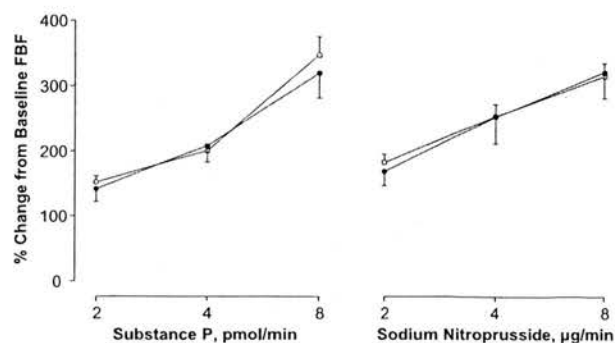 % Change from Baseline FBF
400
300
200
100
0
2 4 8
Substance P, pmol/min
2 4 8
Sodium Nitroprusside, µg/min